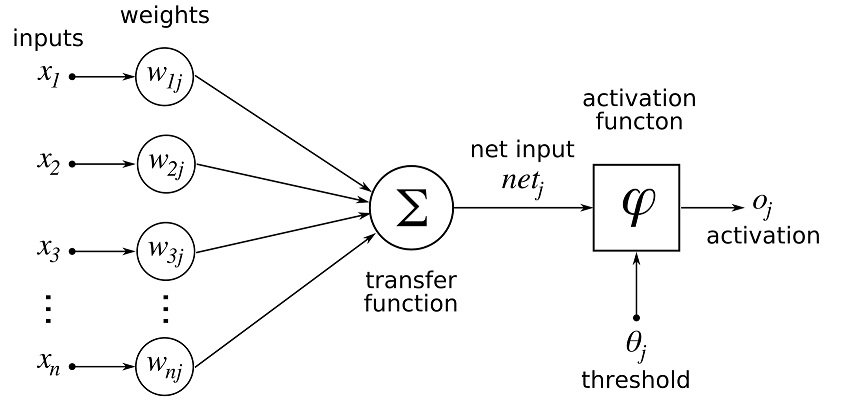 weights
inputs
x1
w1j
x2
w2j
x3
w3j
xn
wnj
Σ
transfer
function
net input
netj
activation
functon
φ
oj
activation
θj
threshold